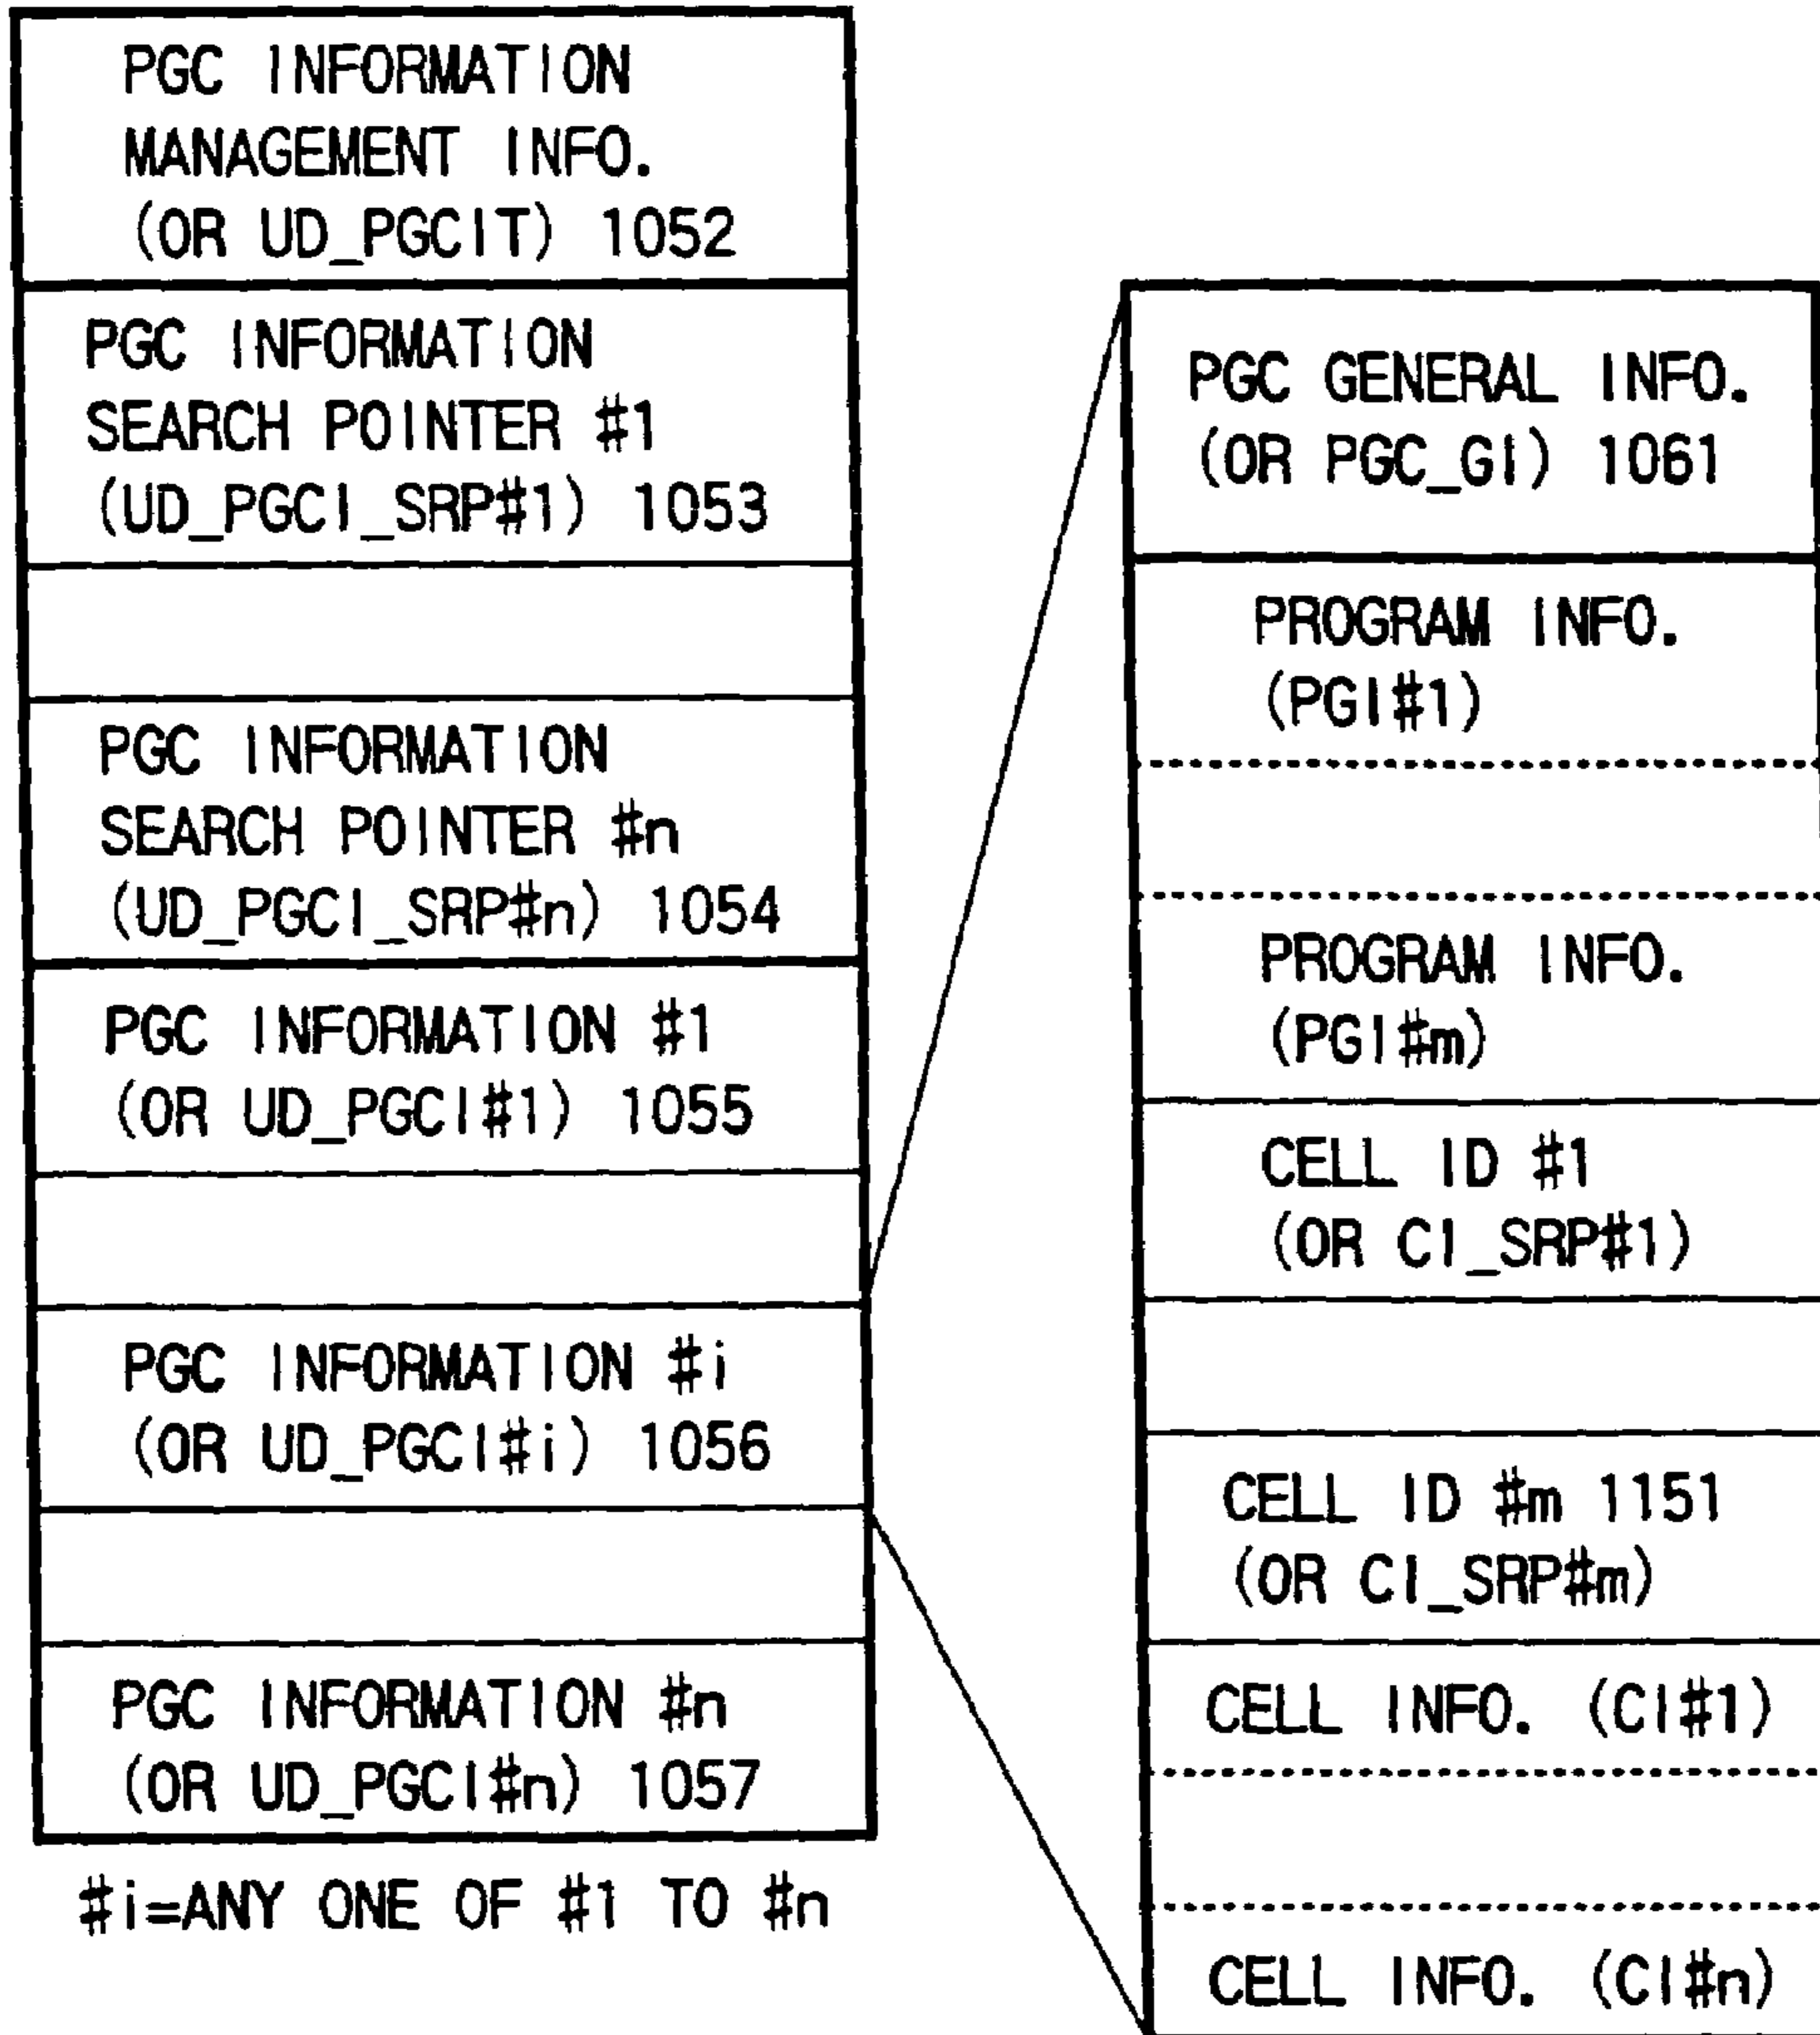 PGC INFORMATION
MANAGEMENT INFO.
(OR UD_PGCIT) 1052
PGC INFORMATION
SEARCH POINTER #1
(UD_PGCI_SRP#1) 1053
PGC INFORMATION
SEARCH POINTER #n
(UD_PGCI_SRP#n) 1054
PGC INFORMATION #1
(OR UD_PGCI#1) 1055
PGC INFORMATION #i
(OR UD_PGCI#i) 1056
PGC INFORMATION #n
(OR UD_PGCI#n) 1057
#i=ANY ONE OF #1 TO #n
PGC GENERAL INFO.
(OR PGC_GI) 1061
PROGRAM INFO.
(PGI#1)
PROGRAM INFO.
(PGI#m)
CELL ID #1
(OR CI_SRP#1)
CELL ID #m 1151
(OR CI_SRP#m)
CELL INFO. (CI#1)
CELL INFO. (CI#n)